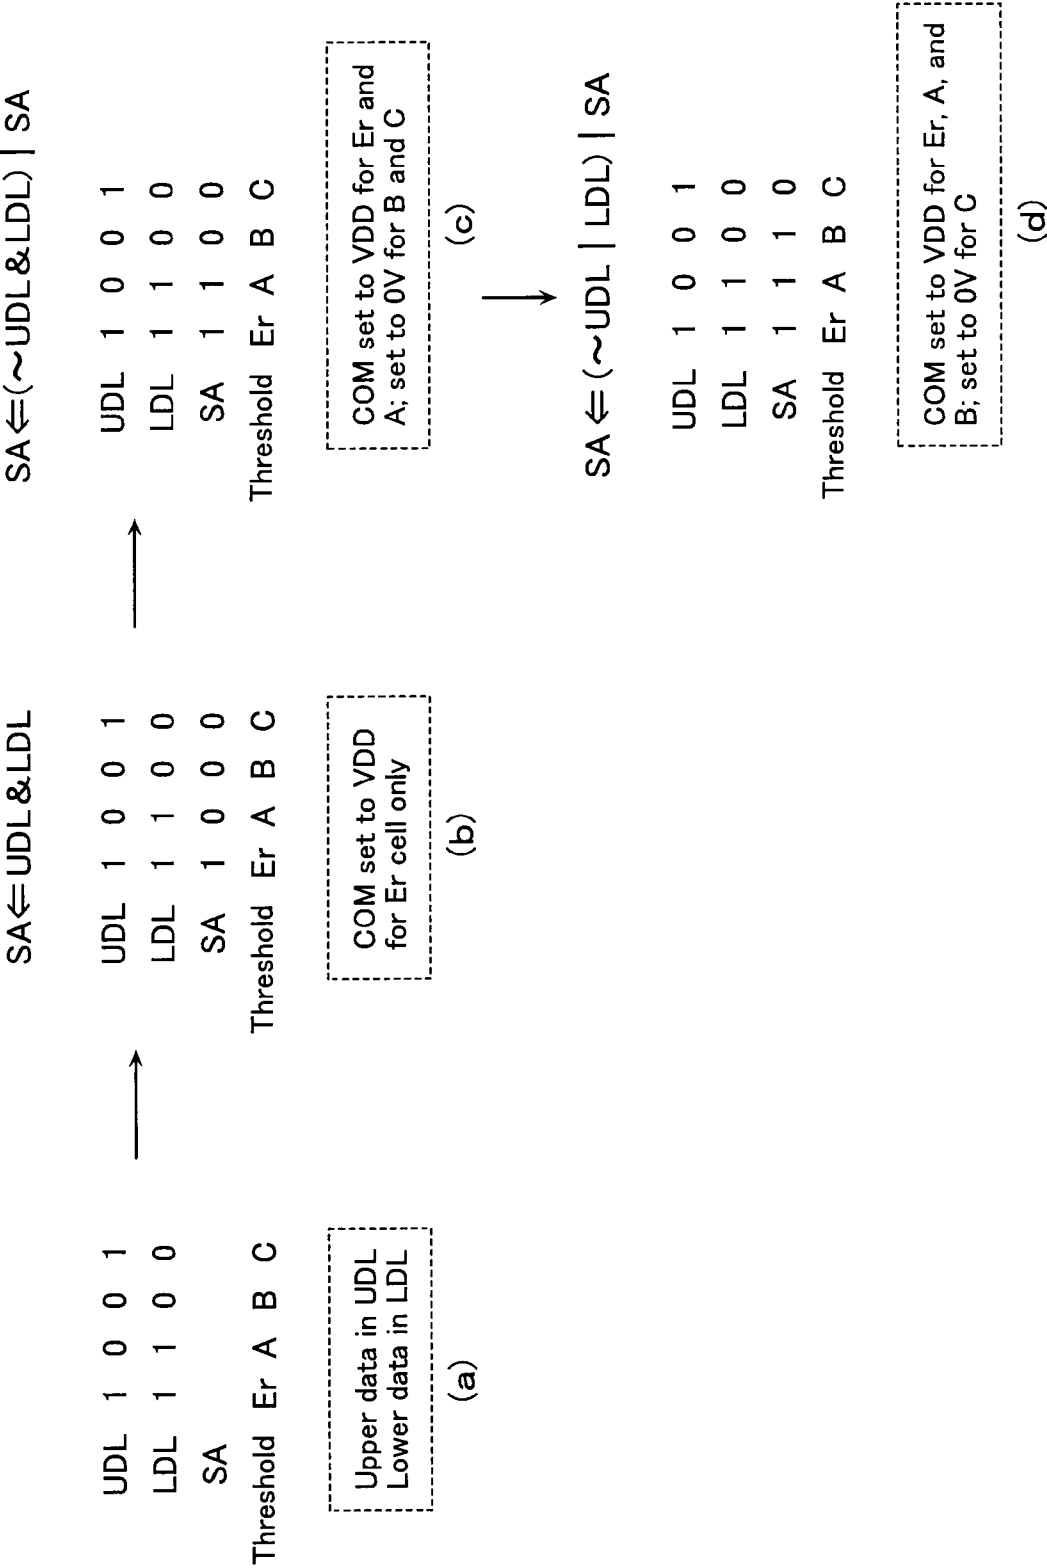 UDL 1 0 0 1
LDL 1 1 0 0
SA
Threshold Er A B C
Upper data in UDL
Lower data in LDL
(a)
SA⇐UDL&LDL
UDL 1 0 0 1
LDL 1 1 0 0
SA 1 0 0 0
Threshold Er A B C
COM set to VDD
for Er cell only
(b)
SA⇐(~UDL&LDL) | SA
UDL 1 0 0 1
LDL 1 1 0 0
SA 1 1 0 0
Threshold Er A B C
COM set to VDD for Er and
A; set to 0V for B and C
(c)
SA⇐(~UDL | LDL) | SA
UDL 1 0 0 1
LDL 1 1 0 0
SA 1 1 1 0
Threshold Er A B C
COM set to VDD for Er, A, and
B; set to 0V for C
(d)